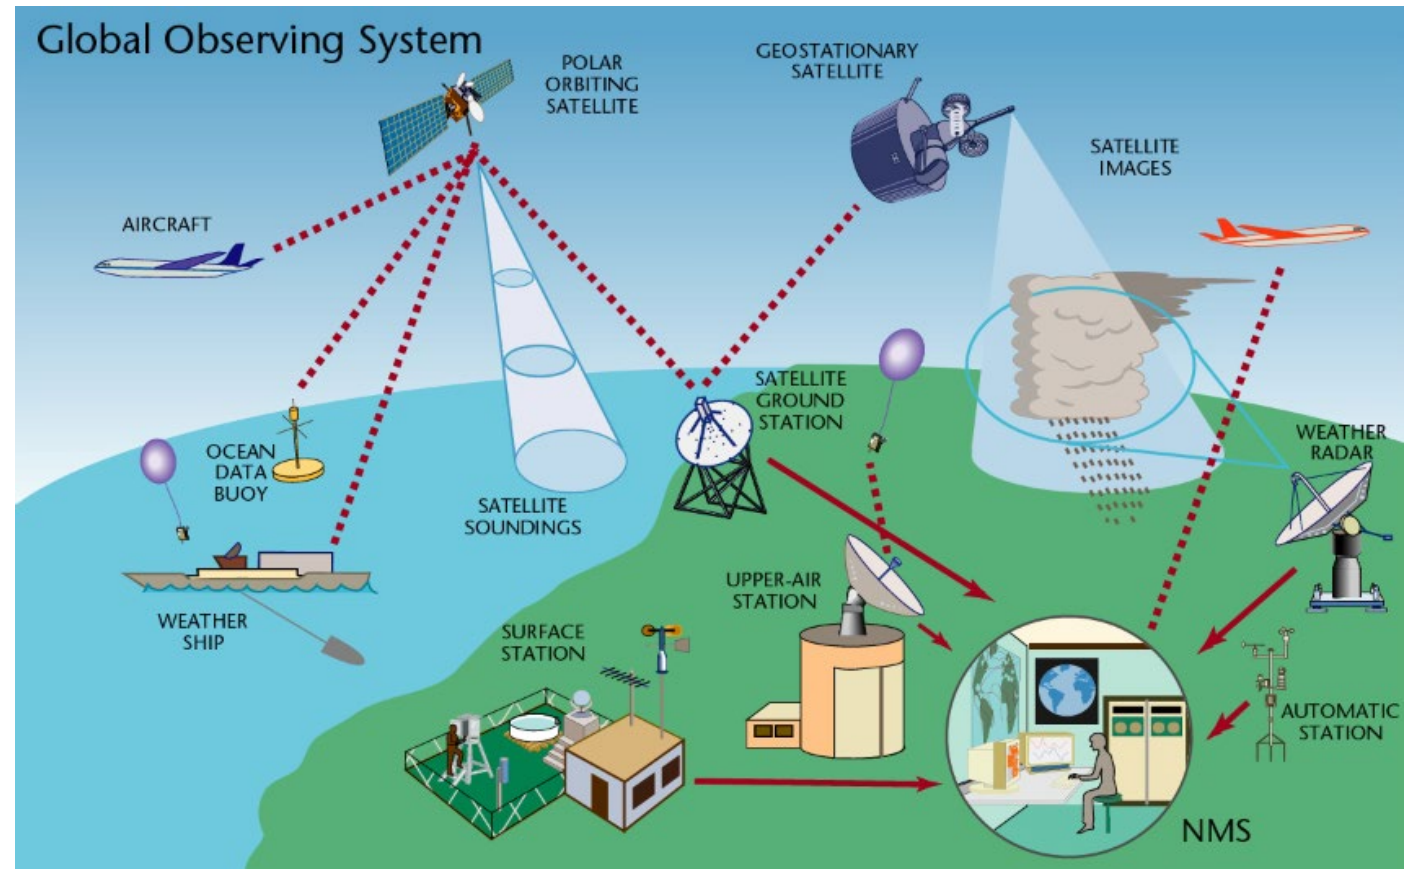 Global Observing System
POLAR
ORBITING
SATELLITE
GEOSTATIONARY
SATELLITE
SATELLITE
IMAGES
AIRCRAFT
SATELLITE
GROUND
STATION
WEATHER
RADAR
OCEAN
DATA
BUOY
SATELLITE
SOUNDINGS
UPPER-AIR
STATION
WEATHER
SHIP
SURFACE
STATION
AUTOMATIC
STATION
NMS